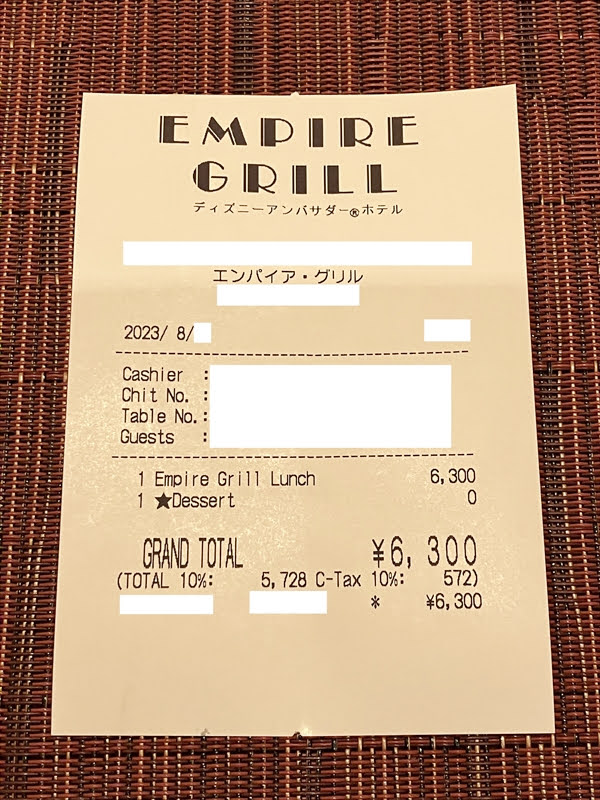 EMPIRE
GRILL
ディズニーアンバサダー®ホテル
エンパイア・グリル
2023/ 8/
Cashier :
Chit No. :
Table No.:
Guests :
1 Empire Grill Lunch 6,300
1 ★Dessert 0
GRAND TOTAL ¥6,300
(TOTAL 10%: 5,728 C-Tax 10%: 572)
* ¥6,300